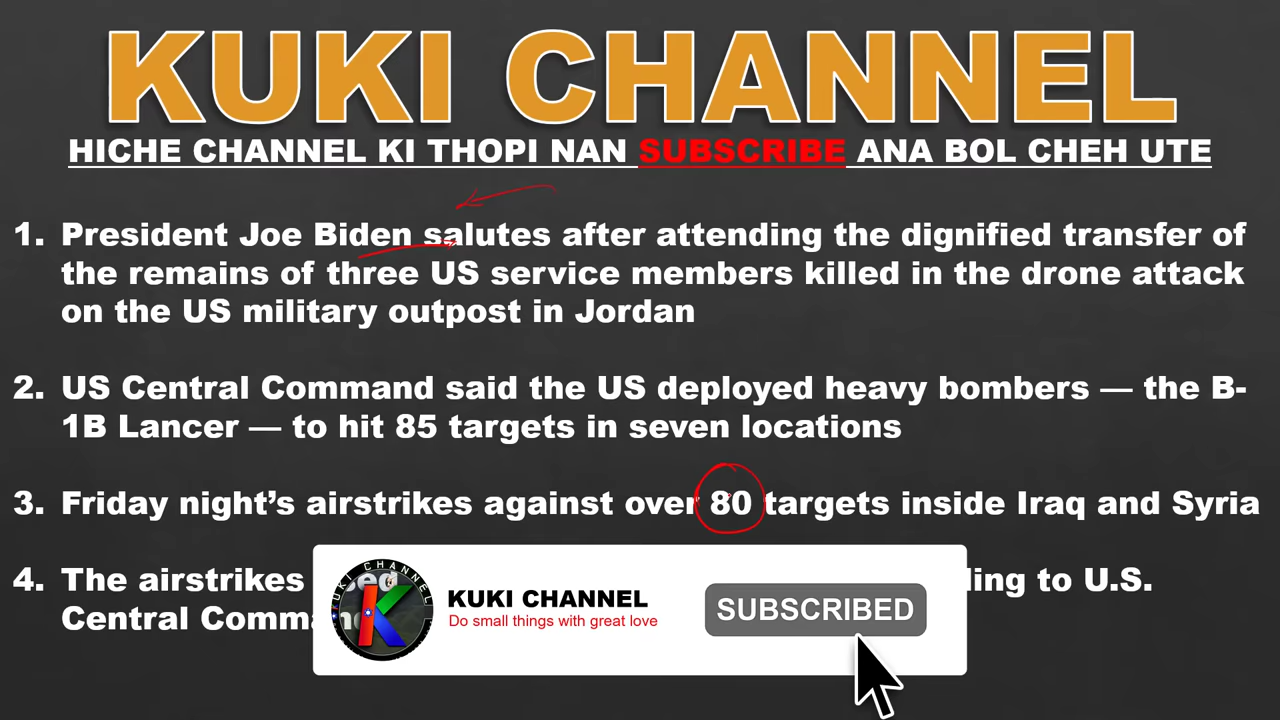 KUKI CHANNEL
HICHE CHANNEL KI THOPI NAN SUBSCRIBE ANA BOL CHEH UTE
1. President Joe Biden salutes after attending the dignified transfer of
the remains of three US service members killed in the drone attack
on the US military outpost in Jordan
2. US Central Command said the US deployed heavy bombers — the B-
1B Lancer — to hit 85 targets in seven locations
3. Friday night’s airstrikes against over 80 targets inside Iraq and Syria
4. The airstrikes to U.S.
Central
KUKI CHANNEL
K
KUKI CHANNEL
Do small things with great love
SUBSCRIBED